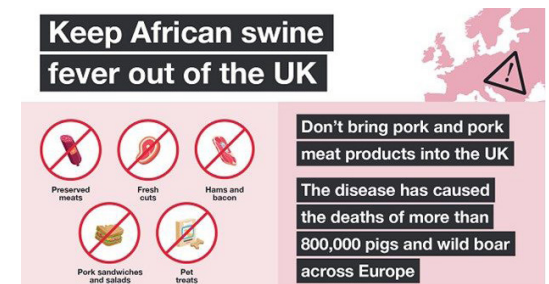 Keep African swine
fever out of the UK
Preserved
meats
Fresh
cuts
Hams and
bacon
Pork sandwiches
and salads
Pet
treats
Don't bring pork and pork
meat products into the UK
The disease has caused
the deaths of more than
800,000 pigs and wild boar
across Europe